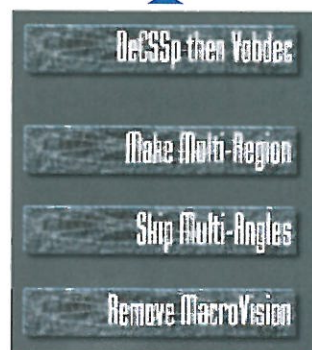 DeCSSp then Vobdec
Make Multi-Region
Skip Multi-Angles
Remove MacroVision